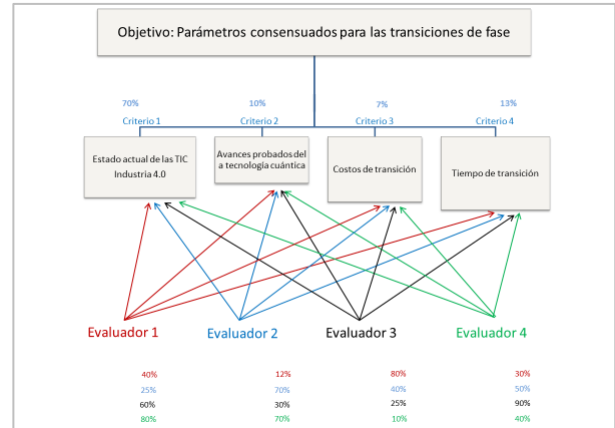 Objetivo: Parámetros consensuados para las transiciones de fase
70% 10% 7% 13%
Criterio 1 Criterio 2 Criterio 3 Criterio 4
Estado actual de las TIC
Industria 4.0
Avances probados del
a tecnología cuántica
Costos de transición
Tiempo de transición
Evaluador 1 Evaluador 2 Evaluador 3 Evaluador 4
40% 12% 80% 30%
25% 70% 40% 50%
60% 30% 25% 90%
80% 70% 10% 40%